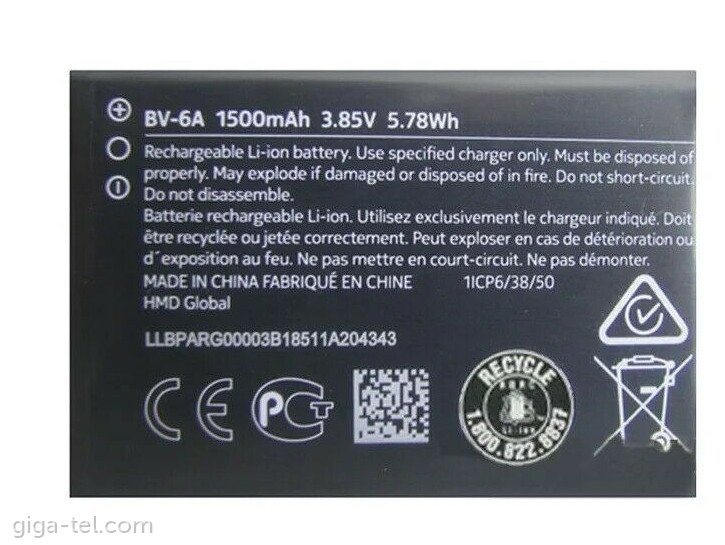 BV-6A 1500mAh 3.85V 5.78Wh
Rechargeable Li-ion battery. Use specified charger only. Must be disposed of
properly. May explode if damaged or disposed of in fire. Do not short-circuit.
Do not disassemble.
Batterie rechargeable Li-ion. Utilisez exclusivement le chargeur indiqué. Doit
être recyclée ou jetée correctement. Peut exploser en cas de détérioration ou
d´exposition au feu. Ne pas mettre en court-circuit. Ne pas démonter.
MADE IN CHINA FABRIQUÉ EN CHINE 1ICP6/38/50
HMD Global
LLBPARG00003B18511A204343
CE
RECYCLE
1.800.822.8837
giga-tel.com